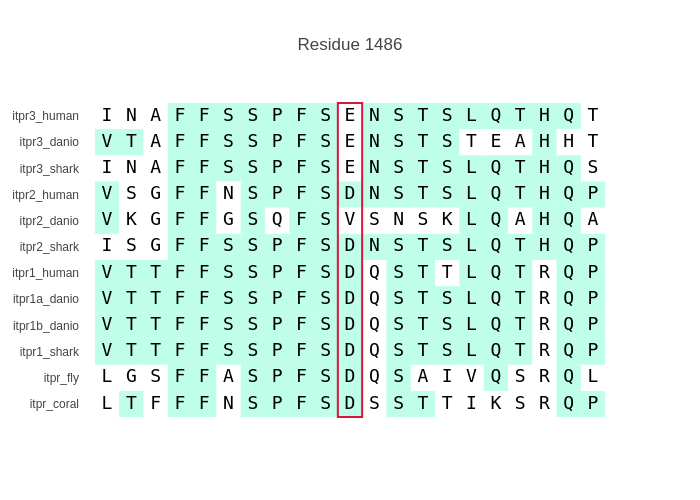 Residue 1486
itpr3_human I N A F F S S P F S E N S T S L Q T H Q T
itpr3_danio V T A F F S S P F S E N S T S T E A H H T
itpr3_shark I N A F F S S P F S E N S T S L Q T H Q S
itpr2_human V S G F F N S P F S D N S T S L Q T H Q P
itpr2_danio V K G F F G S Q F S V S N S K L Q A H Q A
itpr2_shark I S G F F S S P F S D N S T S L Q T H Q P
itpr1_human V T T F F S S P F S D Q S T T L Q T R Q P
itpr1a_danio V T T F F S S P F S D Q S T S L Q T R Q P
itpr1b_danio V T T F F S S P F S D Q S T S L Q T R Q P
itpr1_shark V T T F F S S P F S D Q S T S L Q T R Q P
itpr_fly L G S F F A S P F S D Q S A I V Q S R Q L
itpr_coral L T F F F N S P F S D S S T T I K S R Q P